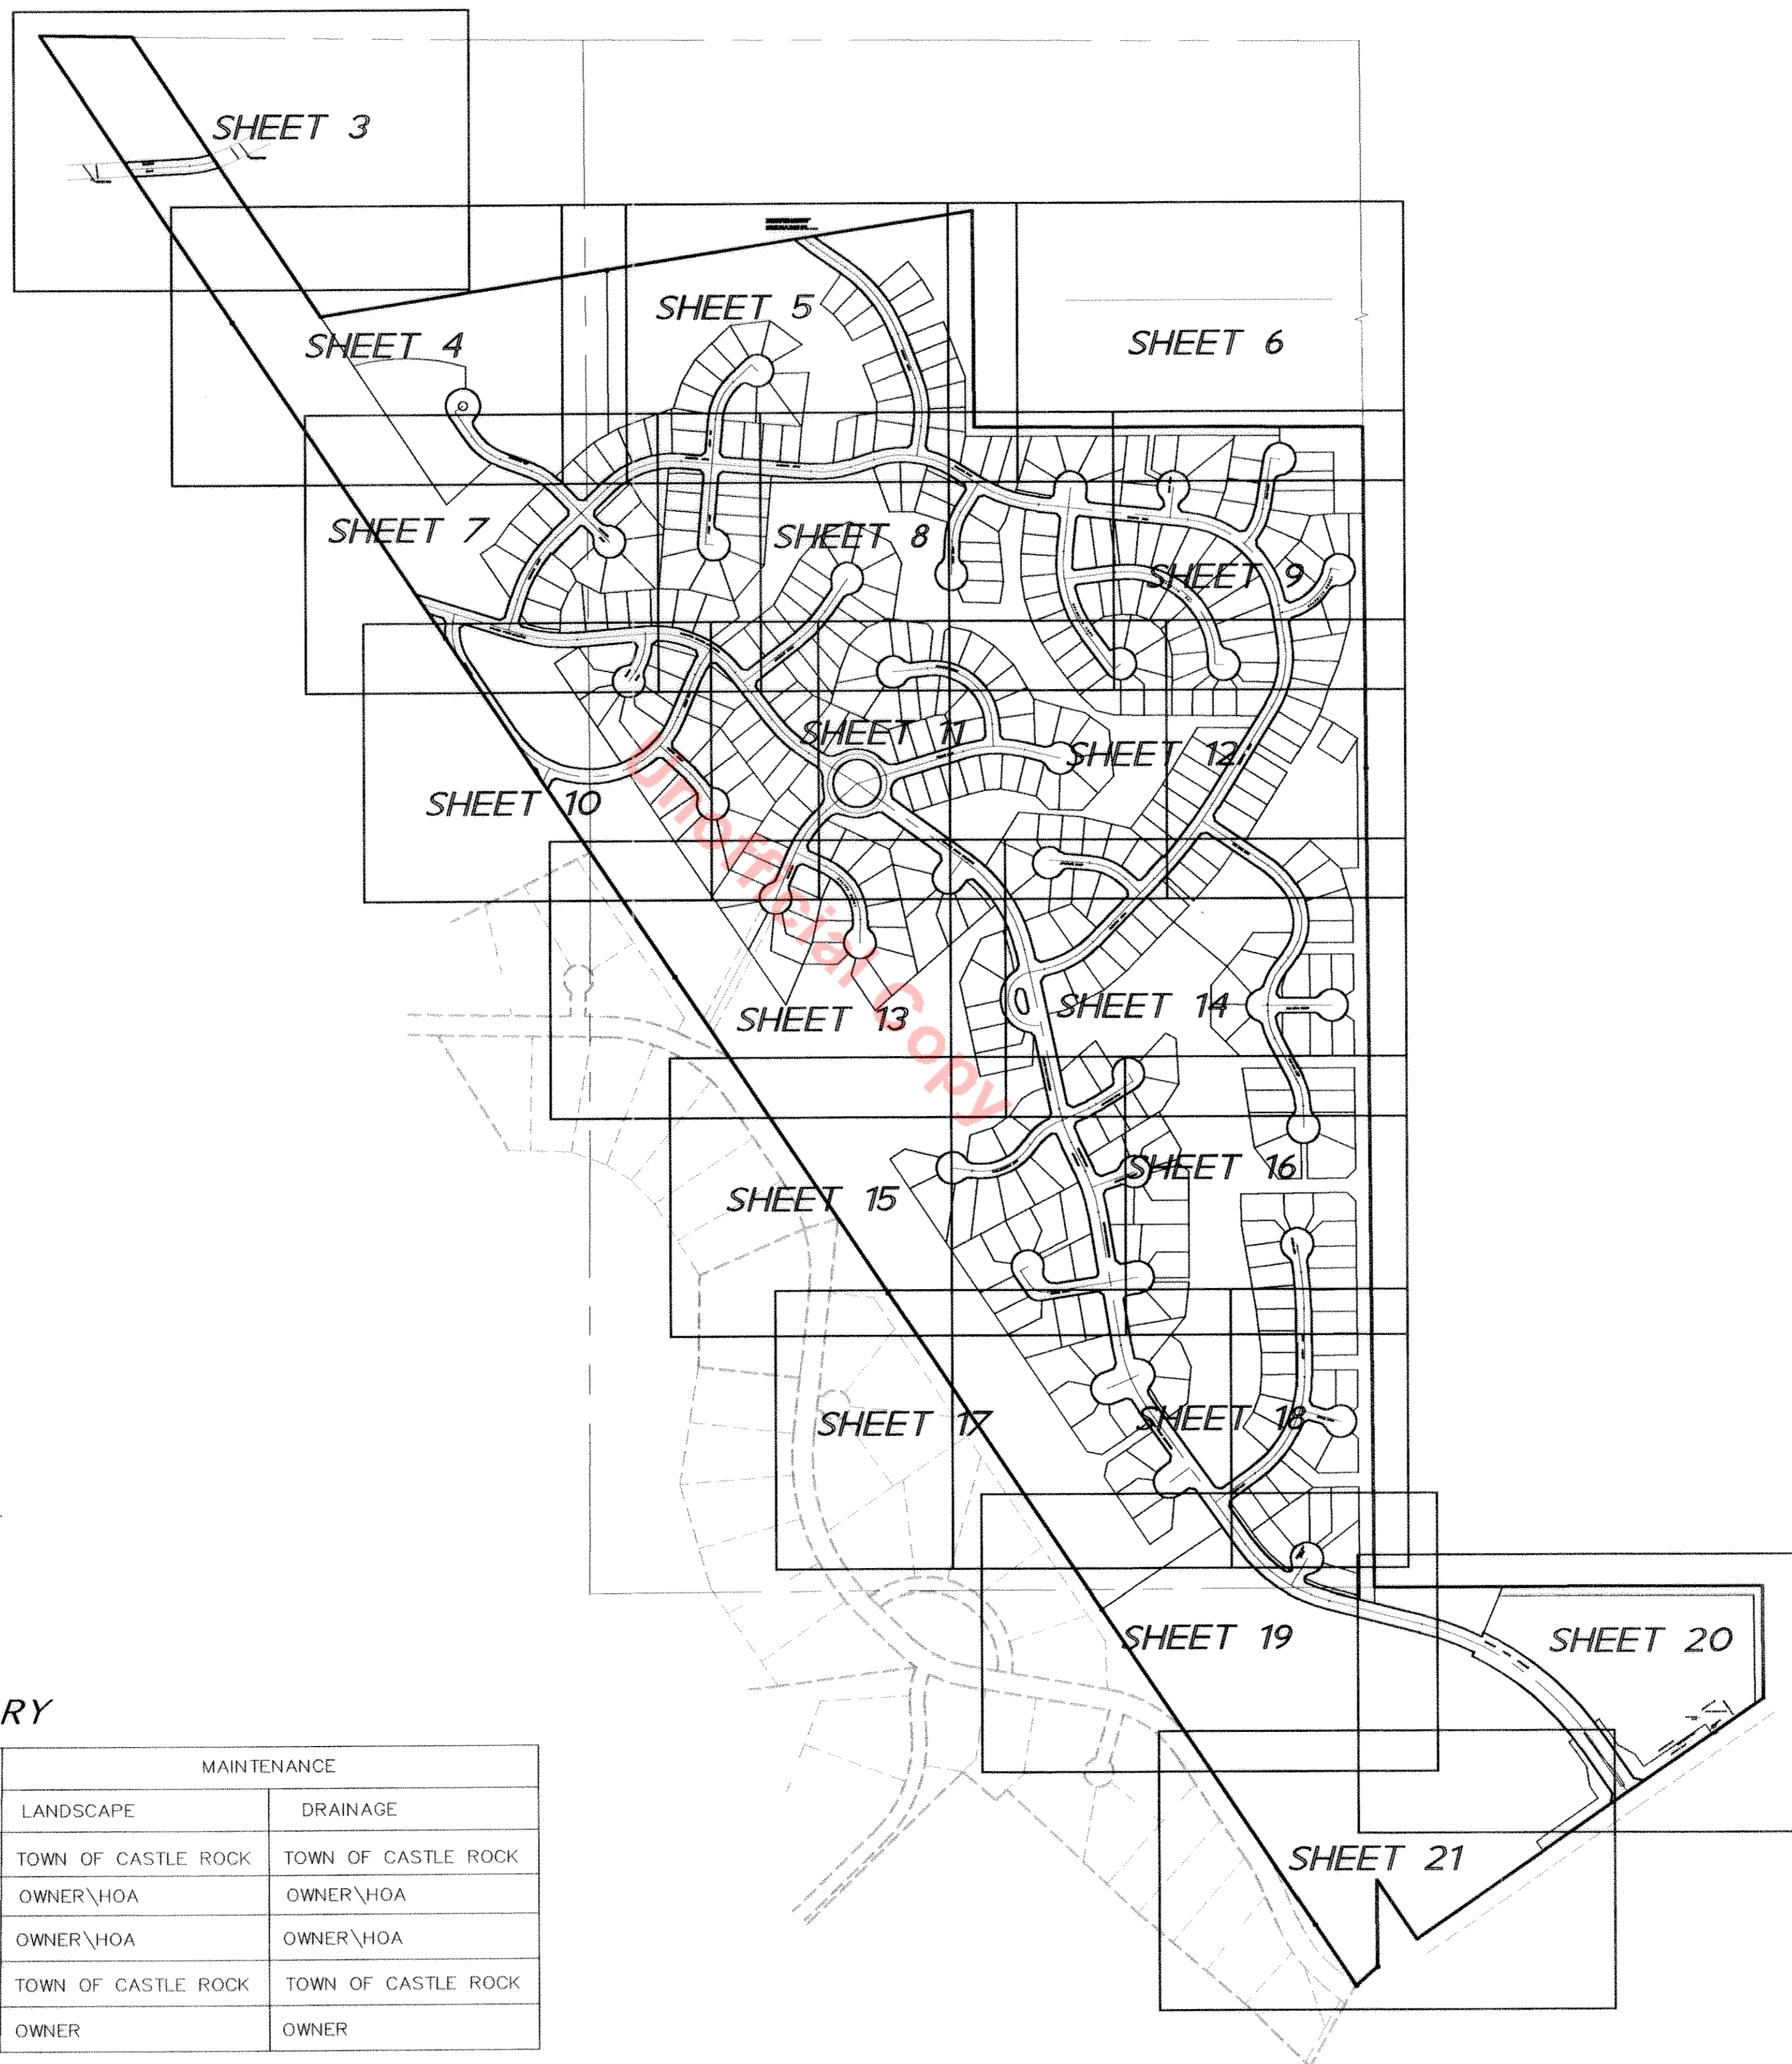 SHEET 3
SHEET 5
SHEET 6
SHEET 4
SHEET 7
SHEET 8
SHEET 9
SHEET 11
SHEET 12
SHEET 10
Unofficial Copy
SHEET 14
SHEET 13
SHEET 16
SHEET 15
SHEET 18
SHEET 17
SHEET 19
SHEET 20
SHEET 21
RY
MAINTENANCE
LANDSCAPE DRAINAGE
TOWN OF CASTLE ROCK TOWN OF CASTLE ROCK
OWNER\HOA OWNER\HOA
OWNER\HOA OWNER\HOA
TOWN OF CASTLE ROCK TOWN OF CASTLE ROCK
OWNER OWNER